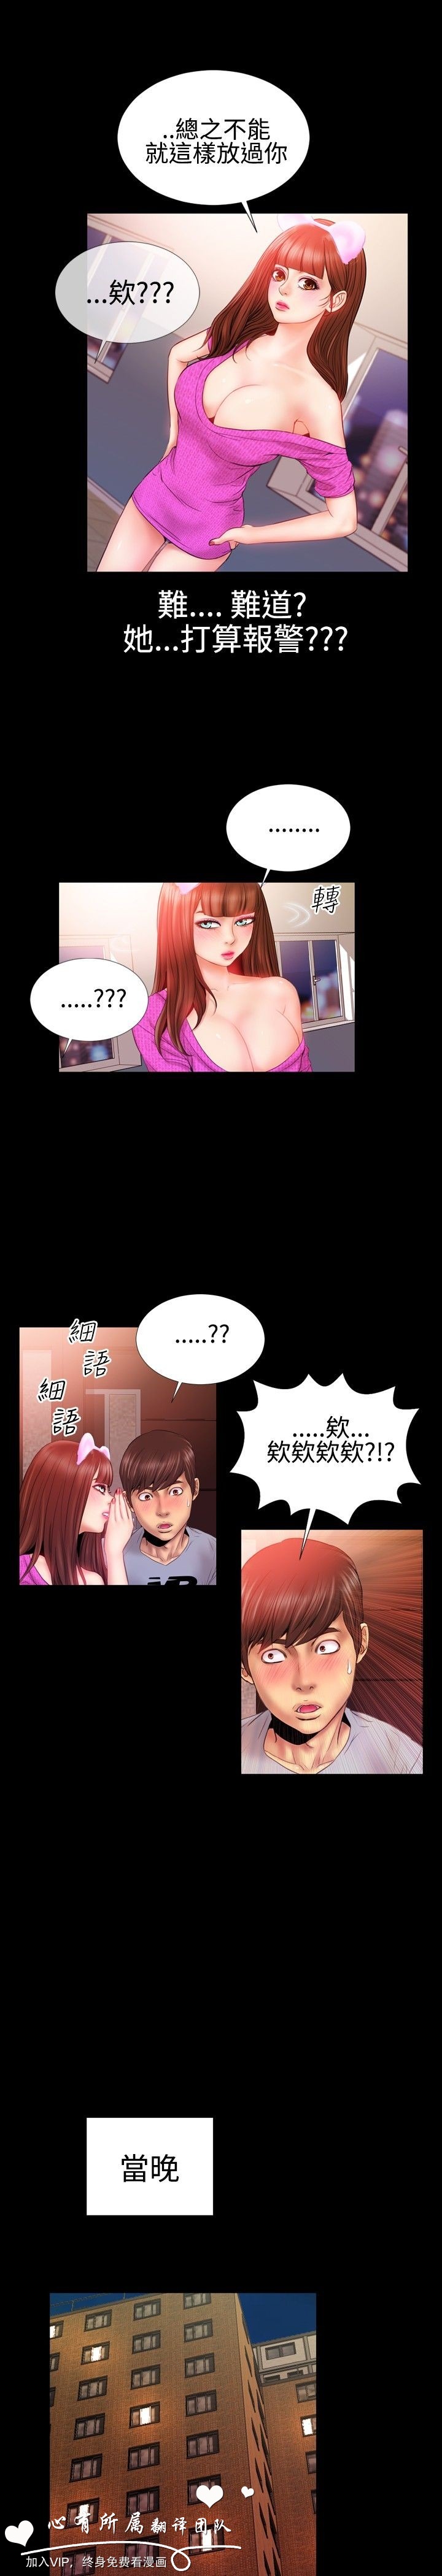 ..總之不能
就這樣放過你
...欸???
難.... 難道?
她...打算報警???
........
轉
.....???
細
語
細
語
.....??
.....欸...
欸欸欸欸?!?
當晚
心有所属翻译团队
加入VIP，终身免费看漫画